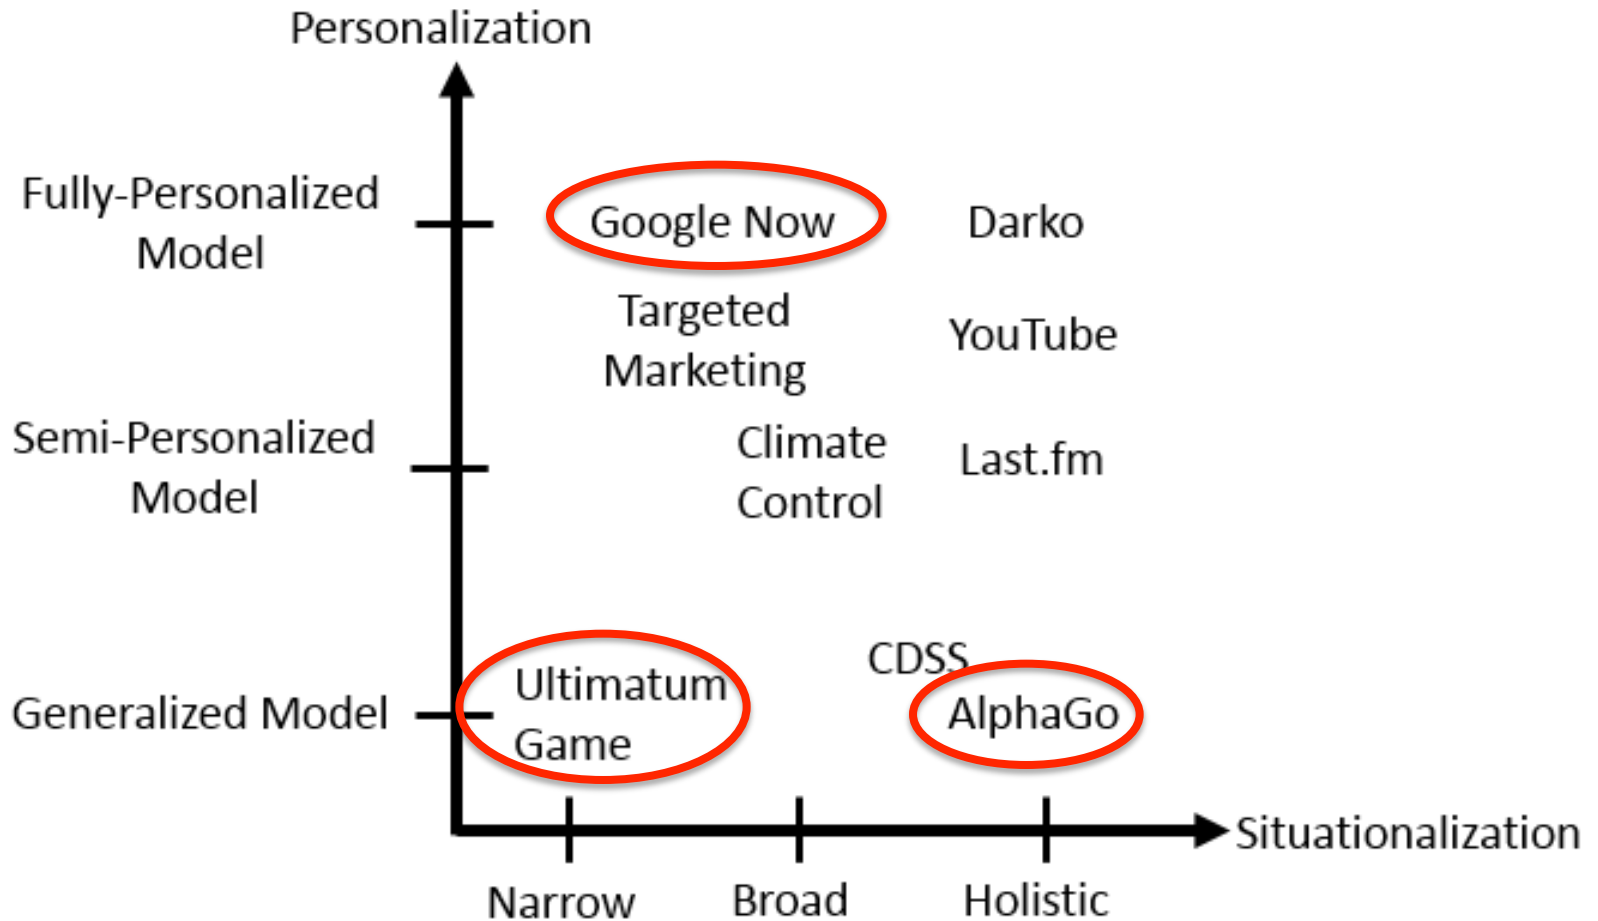 Personalization
Fully-Personalized
Model
Google Now
Darko
Targeted
Marketing
YouTube
Semi-Personalized
Model
Climate
Control
Last.fm
CDSS
Generalized Model
Ultimatum
Game
AlphaGo
Situationalization
Narrow
Broad
Holistic